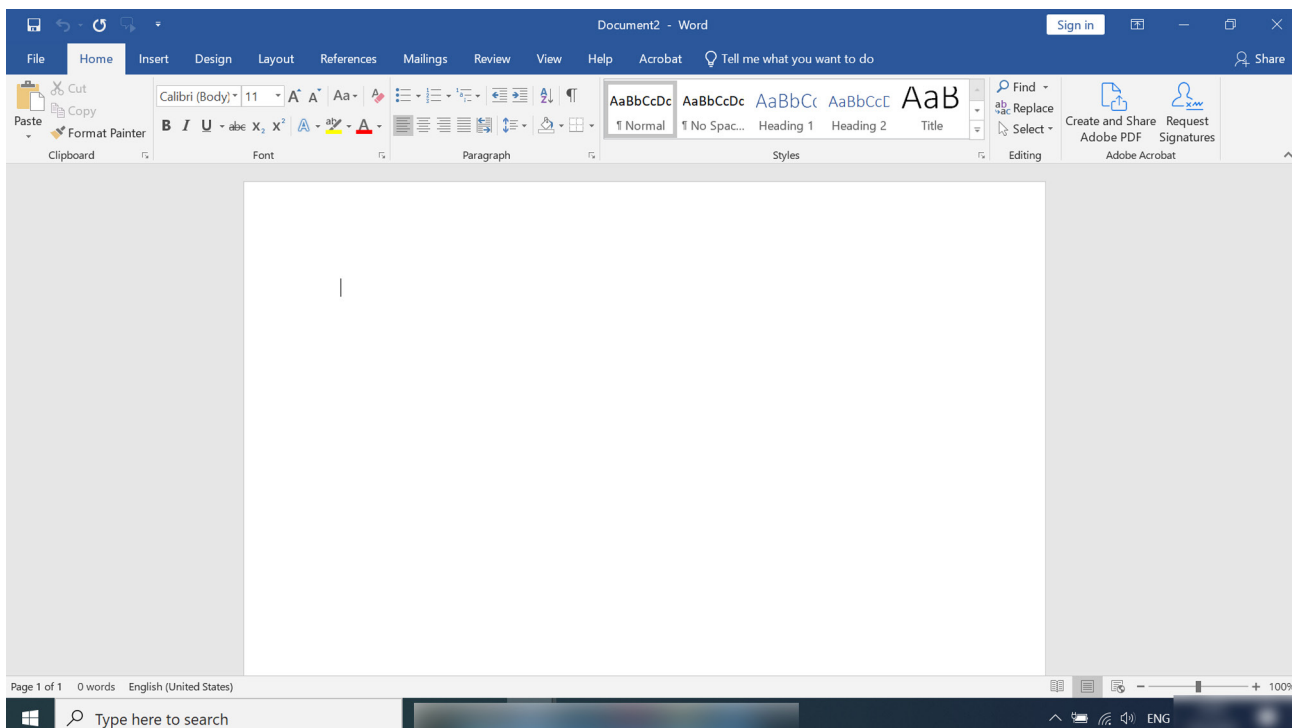 Document2 - Word
Sign in
File Home Insert Design Layout References Mailings Review View Help Acrobat Tell me what you want to do Share
Paste
Cut
Copy
Format Painter
Clipboard
Calibri (Body) 11 A A Aa
B I U abc X₂ X² A ab A
Font
Paragraph
AaBbCcDc AaBbCcDc AaBbCc AaBbCcE AaB
¶ Normal ¶ No Spac... Heading 1 Heading 2 Title
Styles
Find
Replace
Select
Editing
Create and Share
Adobe PDF
Request
Signatures
Adobe Acrobat
Page 1 of 1 0 words English (United States)
100%
Type here to search
ENG